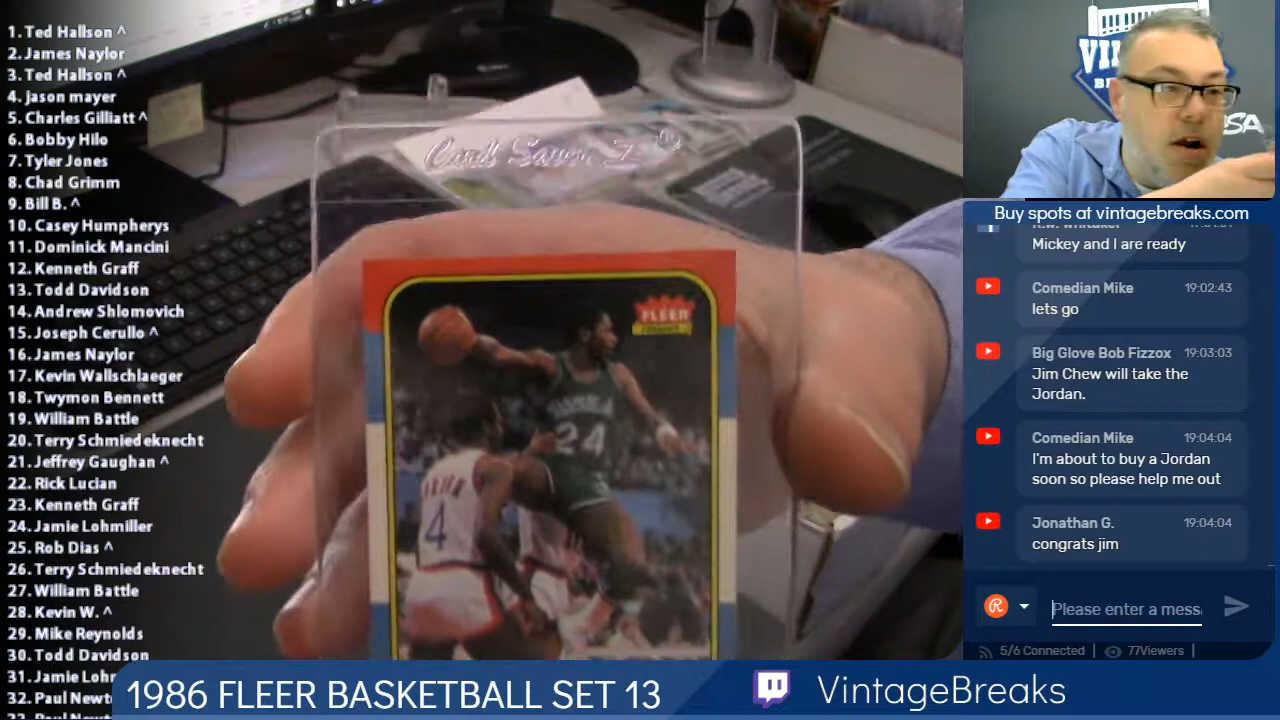 1. Ted Hallson ^
2. James Naylor
3. Ted Hallson ^
4. jason mayer
5. Charles Gilliatt ^
6. Bobby Hilo
7. Tyler Jones
8. Chad Grimm
9. Bill B. ^
10. Casey Humpherys
11. Dominick Mancini
12. Kenneth Graff
13. Todd Davidson
14. Andrew Shlomovich
15. Joseph Cerullo ^
16. James Naylor
17. Kevin Wallschlaeger
18. Twymon Bennett
19. William Battle
20. Terry Schmiedeknecht
21. Jeffrey Gaughan ^
22. Rick Lucian
23. Kenneth Graff
24. Jamie Lohmiller
25. Rob Dias ^
26. Terry Schmiedeknecht
27. William Battle
28. Kevin W. ^
29. Mike Reynolds
30. Todd Davidson
31. Jamie Lohr
32. Paul Newt
Card Saver I ®
FLEER
24
4
Buy spots at vintagebreaks.com
Mickey and I are ready
Comedian Mike 19:02:43
lets go
Big Glove Bob Fizzox 19:03:03
Jim Chew will take the
Jordan.
Comedian Mike 19:04:04
I'm about to buy a Jordan
soon so please help me out
Jonathan G. 19:04:04
congrats jim
Please enter a mess
5/6 Connected | 77Viewers |
1986 FLEER BASKETBALL SET 13
VintageBreaks